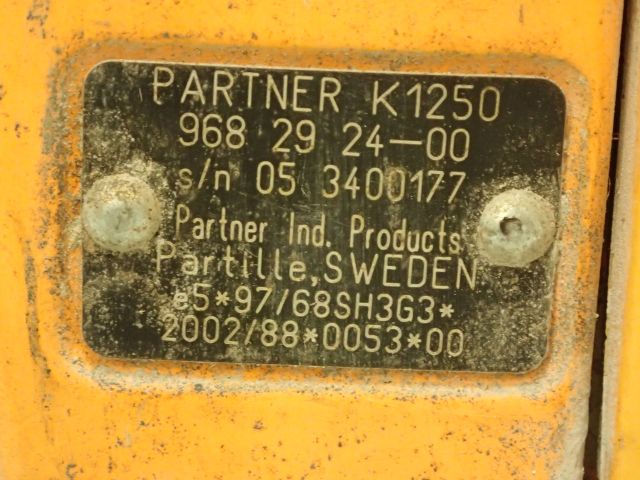 PARTNER K1250
968 29 24-00
s/n 05 3400177
Partner Ind. Products
Partille, SWEDEN
e5*97/68SH3G3*
2002/88*0053*00